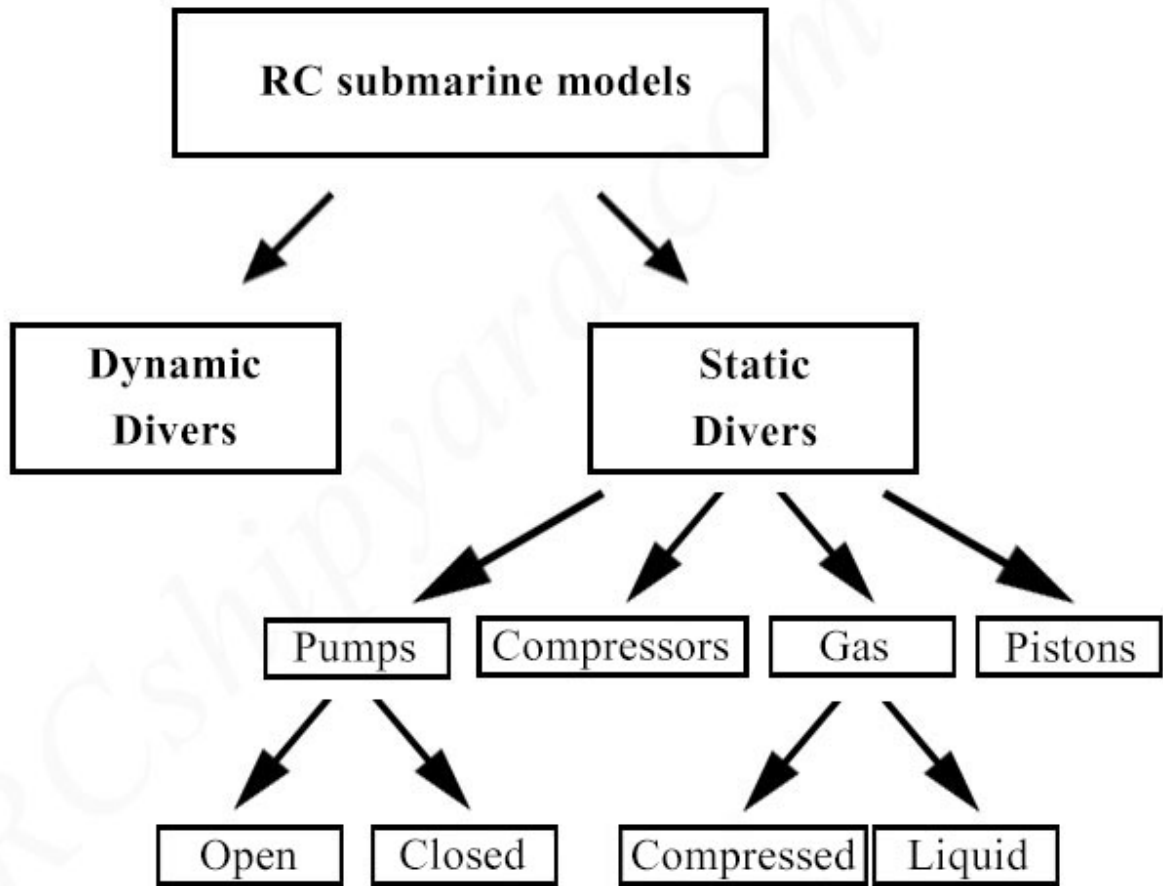 RC submarine models
Dynamic
Divers
Static
Divers
Pumps
Compressors
Gas
Pistons
Open
Closed
Compressed
Liquid
RCshipyard.com